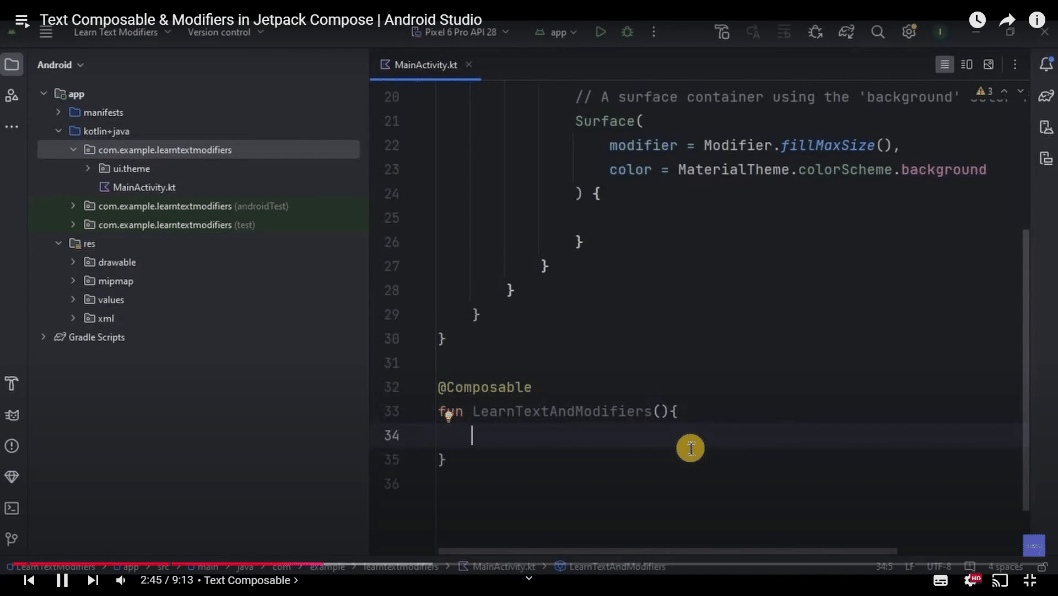 Text Composable & Modifiers in Jetpack Compose | Android Studio
Learn Text Modifiers
Version control
Pixel 6 Pro API 28
app
Android
MainActivity.kt
3
app
manifests
kotlin+java
com.example.learntextmodifiers
ui.theme
MainActivity.kt
com.example.learntextmodifiers (androidTest)
com.example.learntextmodifiers (test)
res
drawable
mipmap
values
xml
Gradle Scripts
20 // A surface container using the 'background'
21 Surface(
22 modifier = Modifier.fillMaxSize(),
23 color = MaterialTheme.colorScheme.background
24 ) {
25
26 }
27 }
28 }
29 }
30 }
31
32 @Composable
33 fun LearnTextAndModifiers(){
34
35 }
36
LearnTextModifiers app src main java com example learntextmodifiers MainActivity.kt LearnTextAndModifiers 34:5 LF UTF-8 4 spaces
2:45 / 9:13 • Text Composable
HD